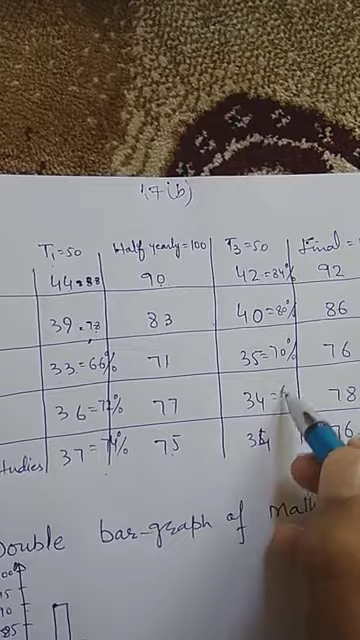 17 (b)
T₁=50 Half yearly=100 T₃=50 Final =
44.88 90 42=84% 92
39.78 83 40=80% 86
33=66% 71 35=70% 76
36=72% 77 34= 78
37=74% 75 76
studies
Double bar-graph of Math
100
95
90
85